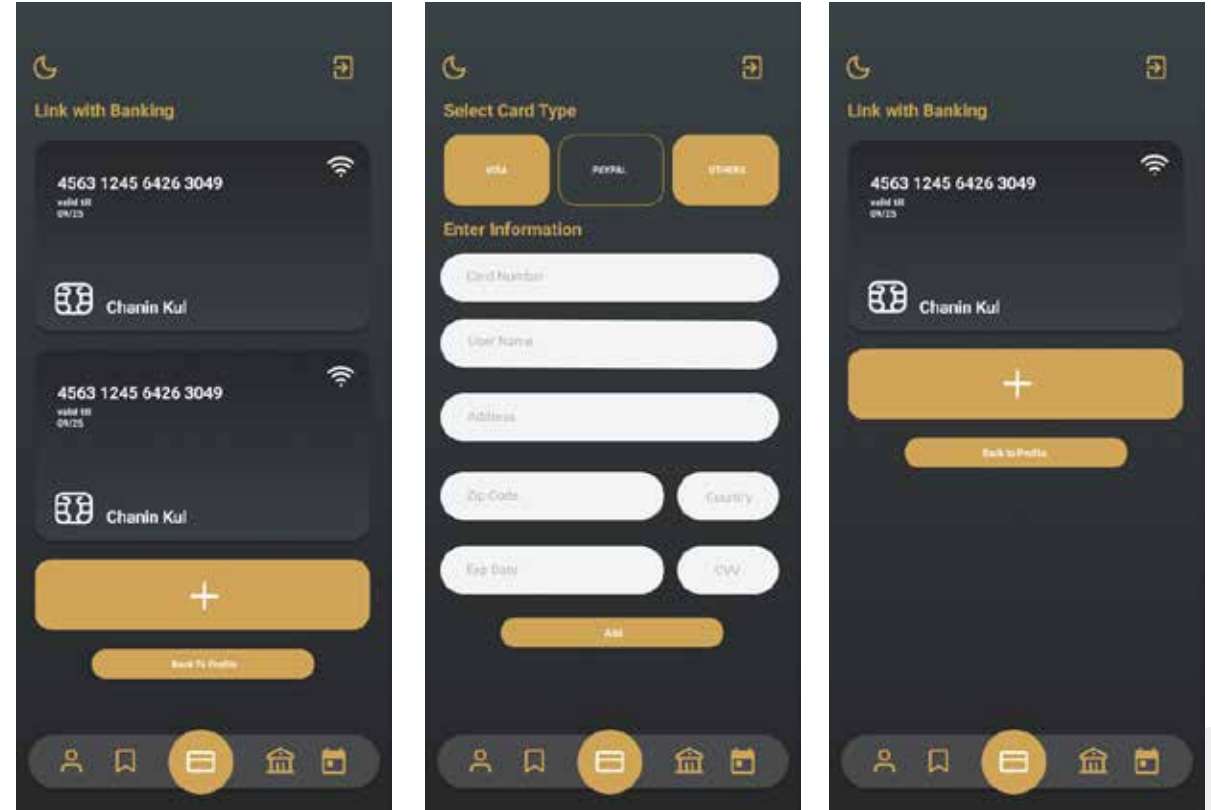 Link with Banking
4563 1245 6426 3049
valid till
09/25
Chanin Kul
4563 1245 6426 3049
valid till
09/25
Chanin Kul
Back To Profile
Select Card Type
VISA
PAYPAL
OTHERS
Enter Information
Card Number
User Name
Address
Zip Code
Country
Exp Date
CVV
Add
Link with Banking
4563 1245 6426 3049
valid till
09/25
Chanin Kul
Back to Profile